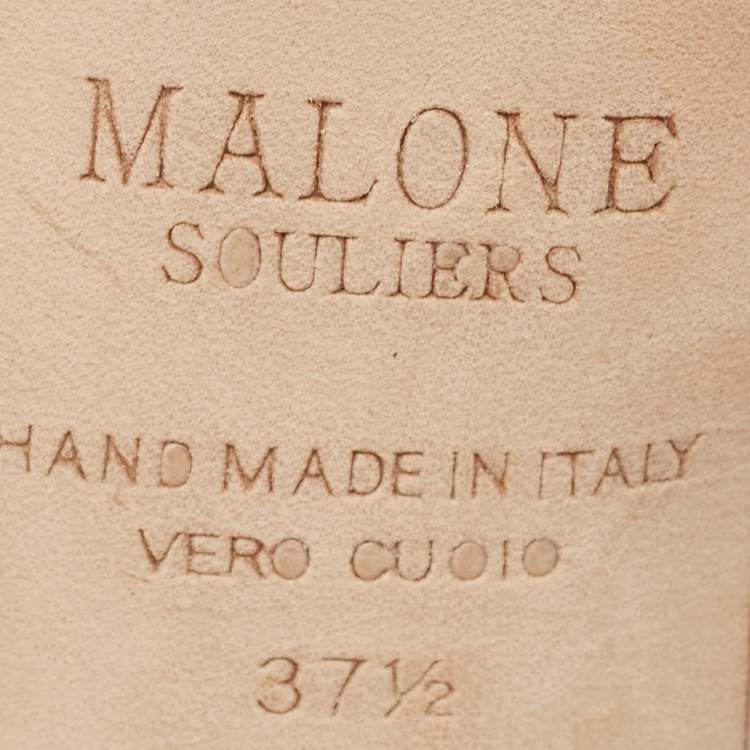 MALONE
SOULIERS
HAND MADE IN ITALY
VERO CUOIO
37½